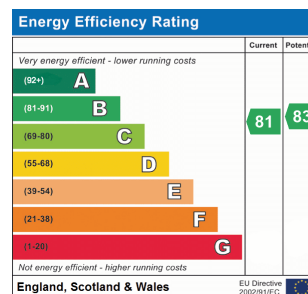 Energy Efficiency Rating
Current Poten
Very energy efficient - lower running costs
(92+) A
(81-91) B
81 83
(69-80) C
(55-68) D
(39-54) E
(21-38) F
(1-20) G
Not energy efficient - higher running costs
England, Scotland & Wales
EU Directive
2002/91/EC